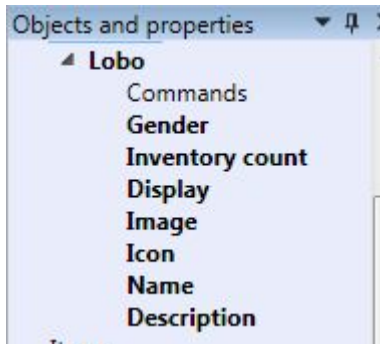 Objects and properties
Lobo
Commands
Gender
Inventory count
Display
Image
Icon
Name
Description